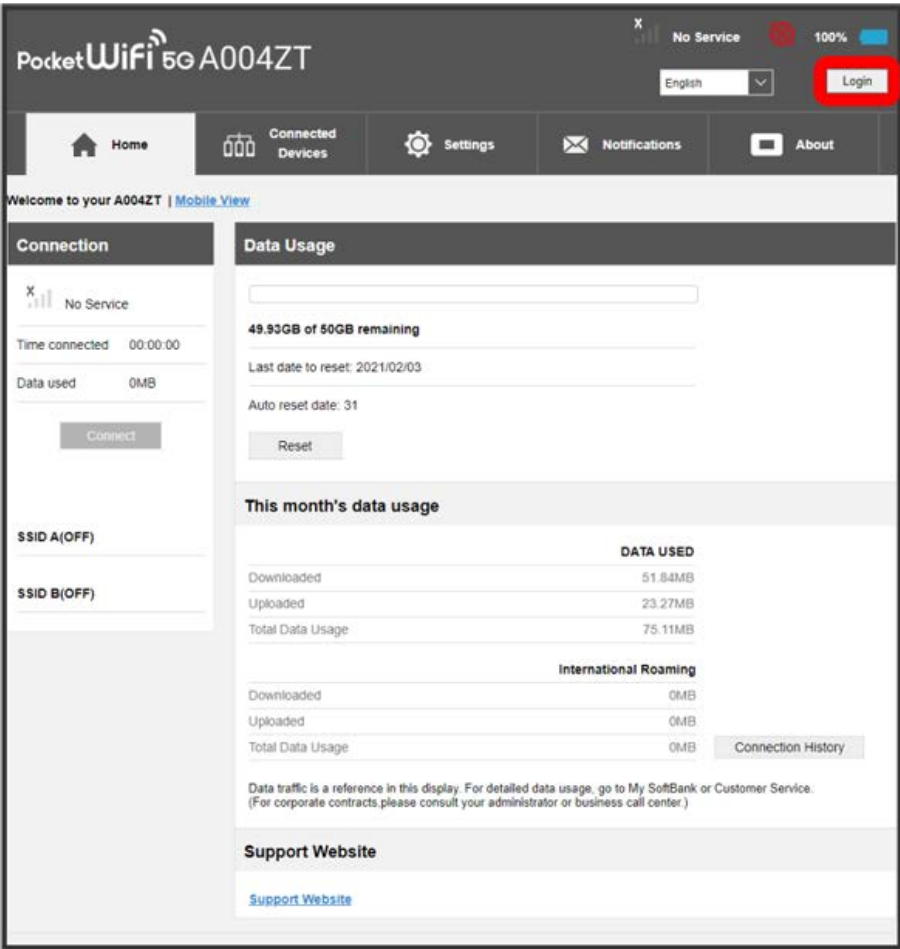 x
No Service 100%
PocketWiFi 5G A004ZT
English
Login
Home
Connected
Devices
Settings
Notifications
About
Welcome to your A004ZT | Mobile View
Connection
x
No Service
Time connected 00:00:00
Data used 0MB
Connect
SSID A(OFF)
SSID B(OFF)
Data Usage
49.93GB of 50GB remaining
Last date to reset: 2021/02/03
Auto reset date: 31
Reset
This month's data usage
DATA USED
Downloaded 51.84MB
Uploaded 23.27MB
Total Data Usage 75.11MB
International Roaming
Downloaded 0MB
Uploaded 0MB
Total Data Usage 0MB
Connection History
Data traffic is a reference in this display. For detailed data usage, go to My SoftBank or Customer Service.
(For corporate contracts,please consult your administrator or business call center.)
Support Website
Support Website